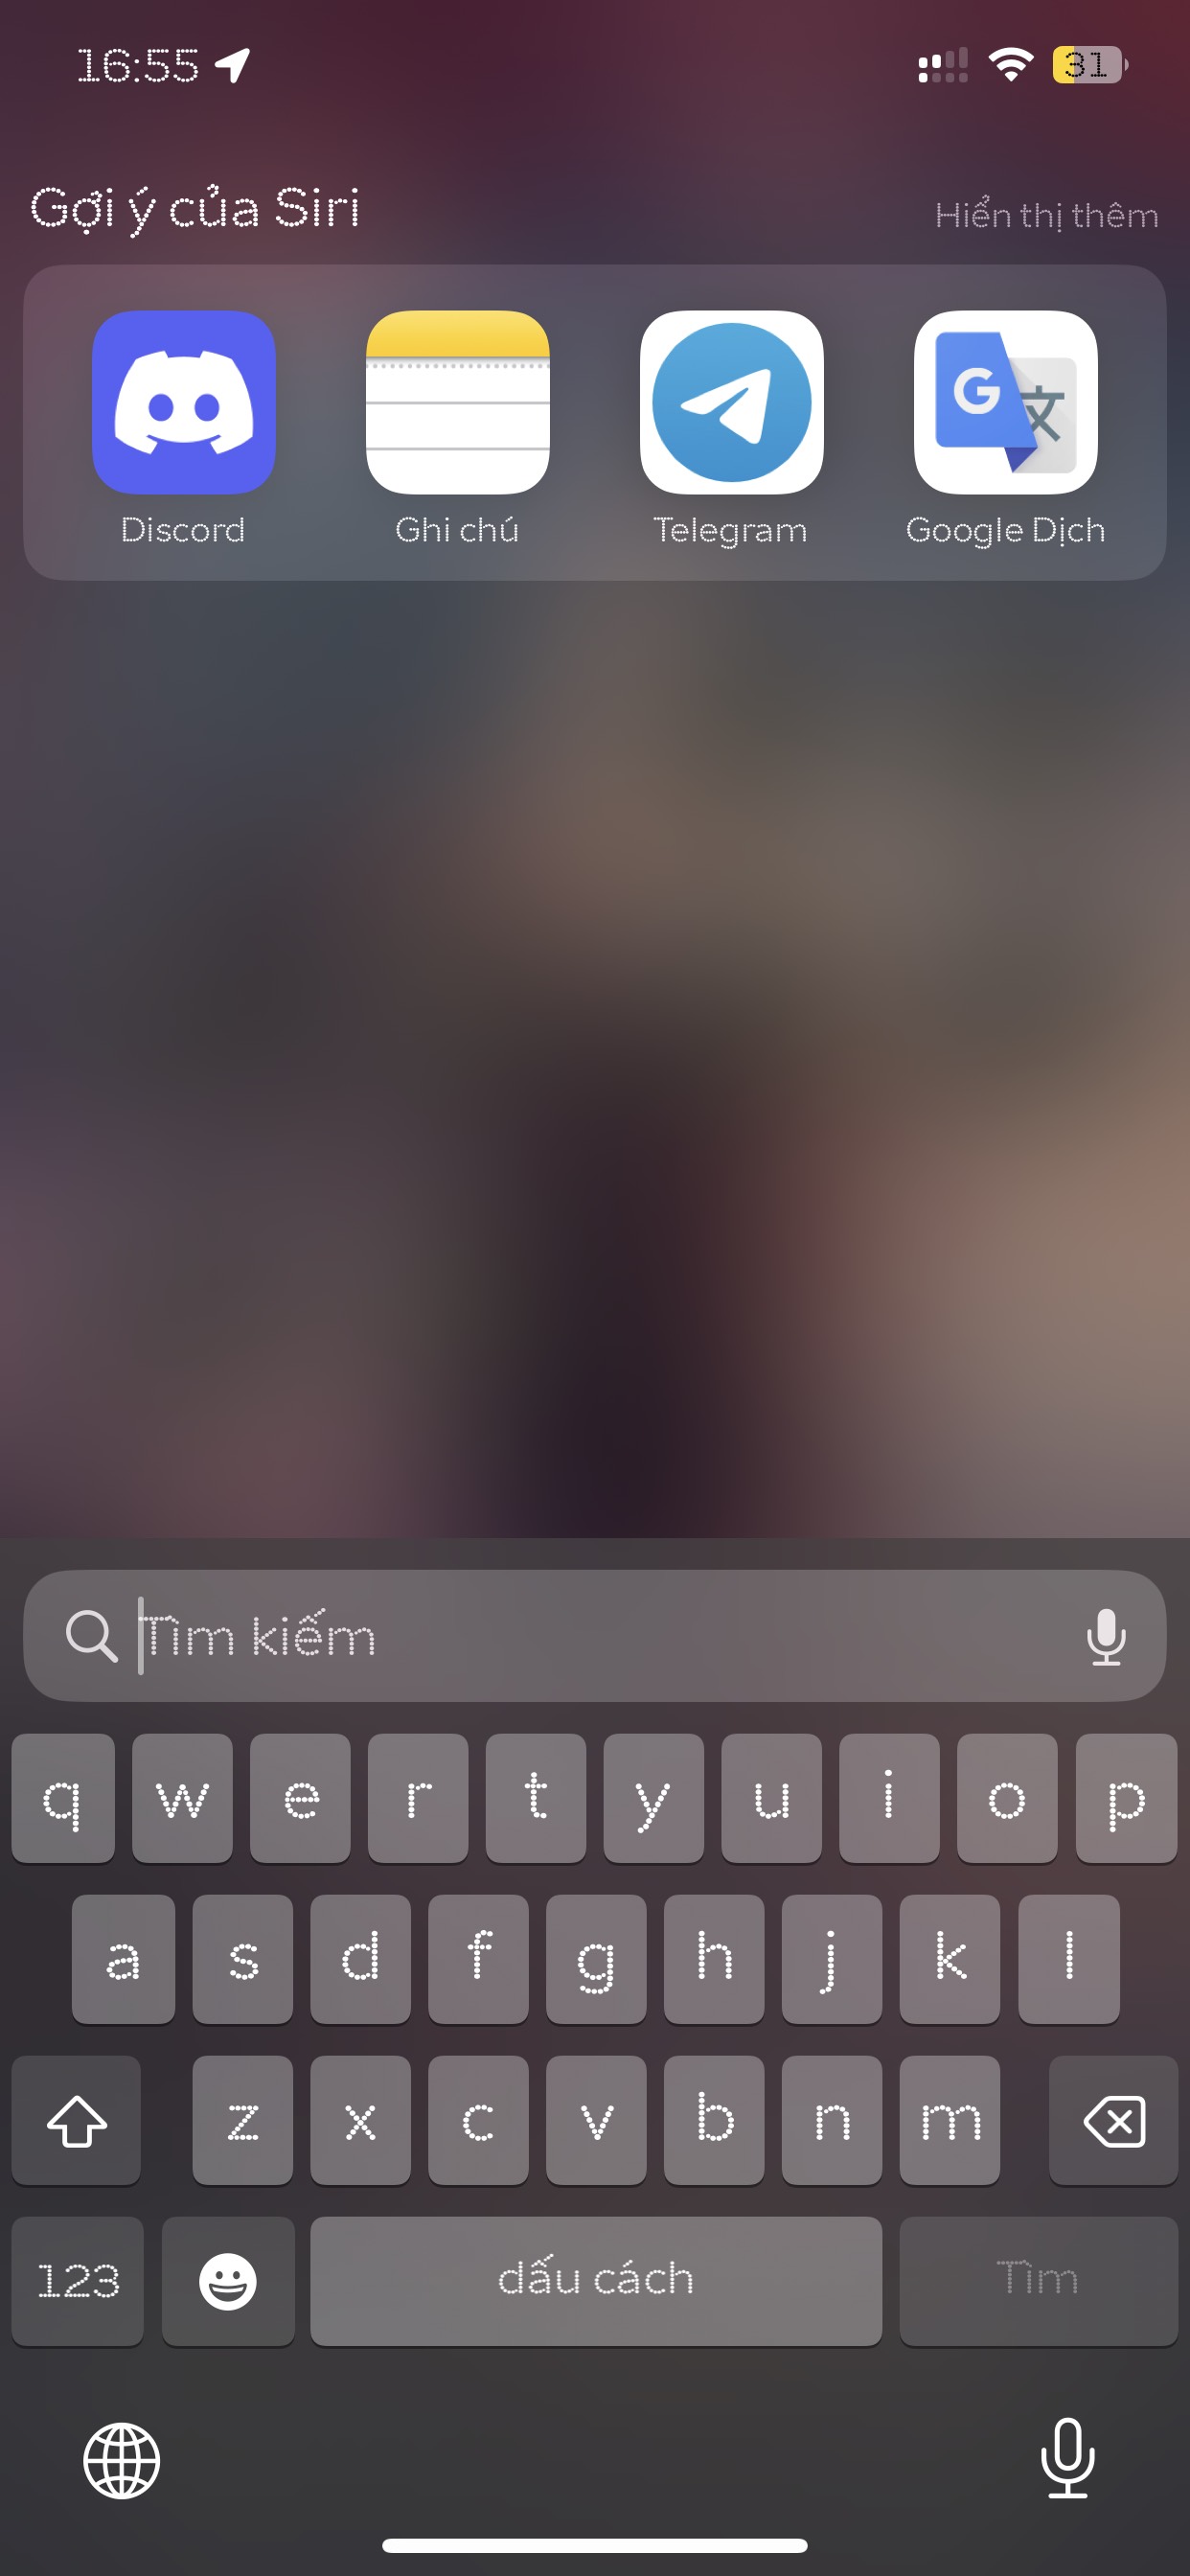 16:55 31
Gợi ý của Siri Hiển thị thêm
G 文
Discord Ghi chú Telegram Google Dịch
Tìm kiếm
q w e r t y u i o p
a s d f g h j k l
z x c v b n m
123 dấu cách Tìm